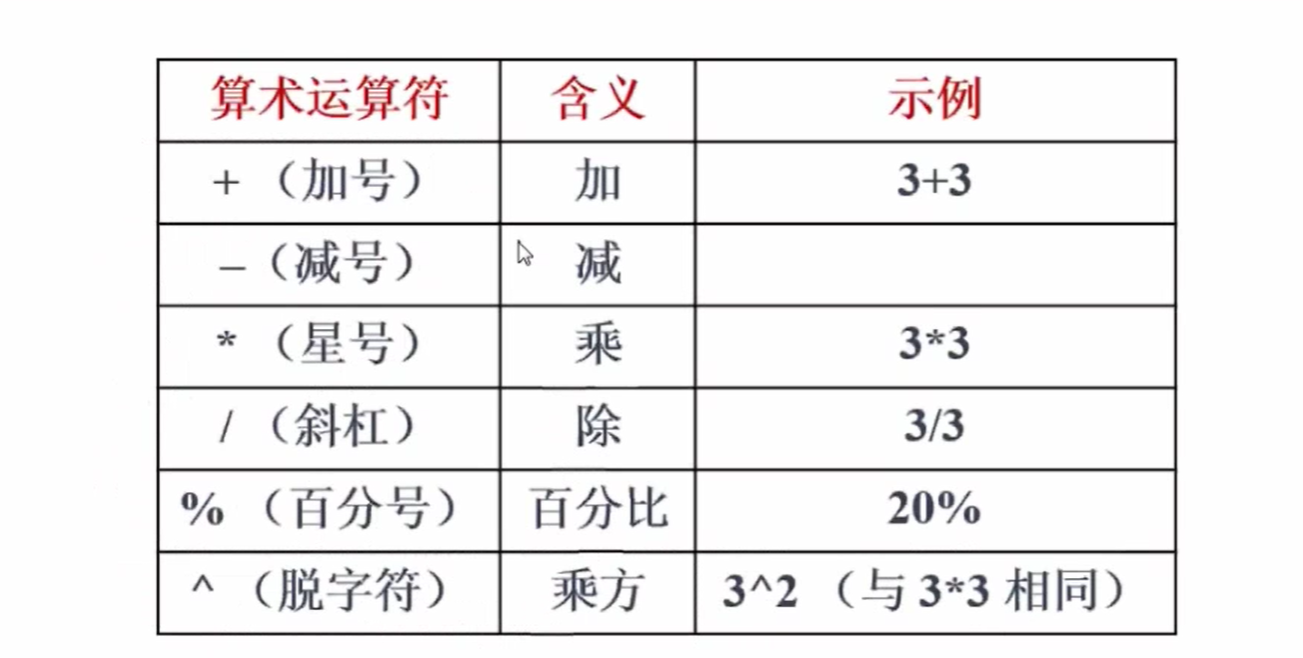 算术运算符 含义 示例
+ （加号） 加 3+3
– （减号） 减
* （星号） 乘 3*3
/ （斜杠） 除 3/3
% （百分号） 百分比 20%
^ （脱字符） 乘方 3^2 （与 3*3 相同）